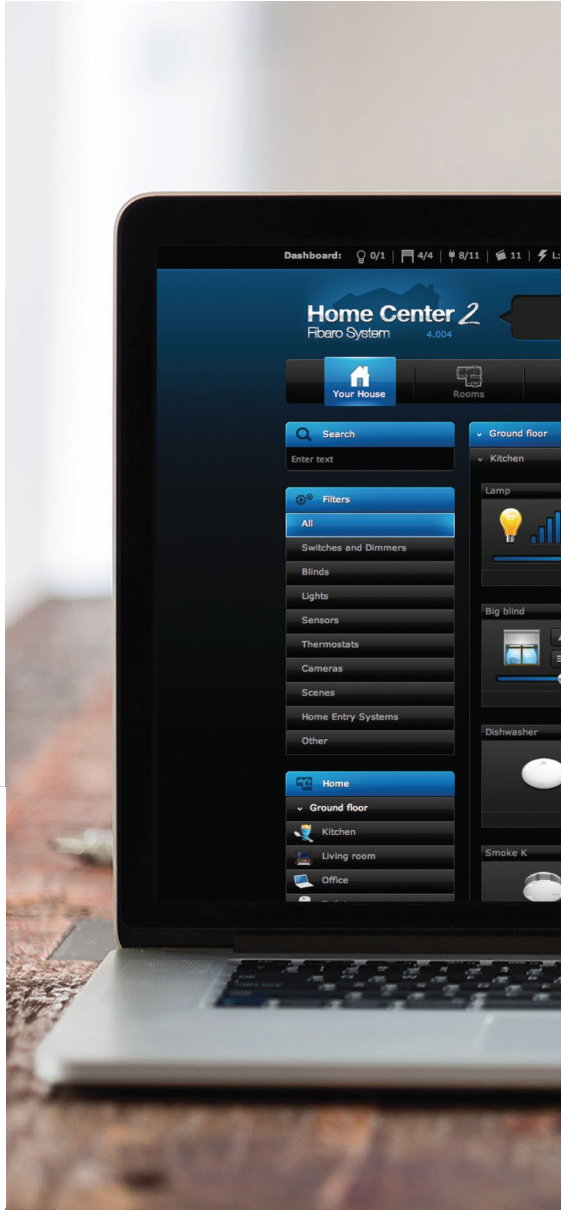 Dashboard: 0/1 | 4/4 | 8/11 | 11 | L:
Home Center 2
Fibaro System 4.004
Your House
Rooms
Search
Enter text
Filters
All
Switches and Dimmers
Blinds
Lights
Sensors
Thermostats
Cameras
Scenes
Home Entry Systems
Other
Home
Ground floor
Kitchen
Living room
Office
Ground floor
Kitchen
Lamp
Big blind
Dishwasher
Smoke K